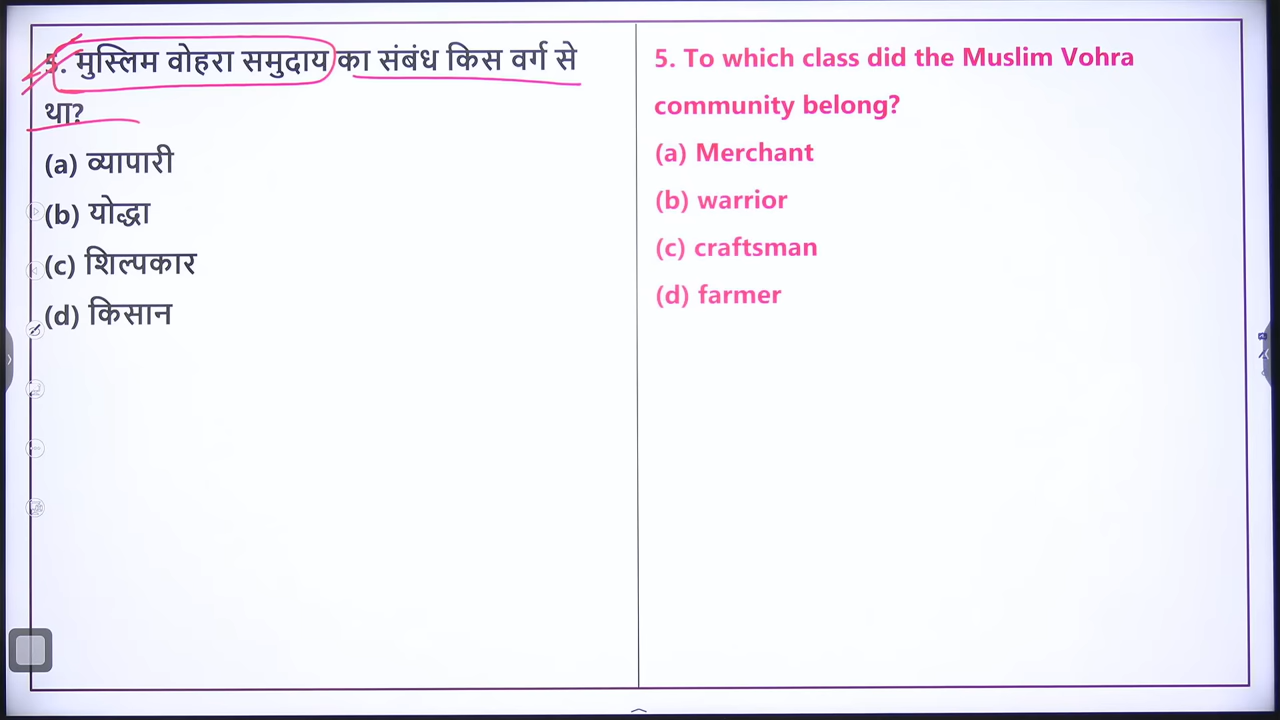 5. मुस्लिम वोहरा समुदाय का संबंध किस वर्ग से
था?
(a) व्यापारी
(b) योद्धा
(c) शिल्पकार
(d) किसान
5. To which class did the Muslim Vohra
community belong?
(a) Merchant
(b) warrior
(c) craftsman
(d) farmer